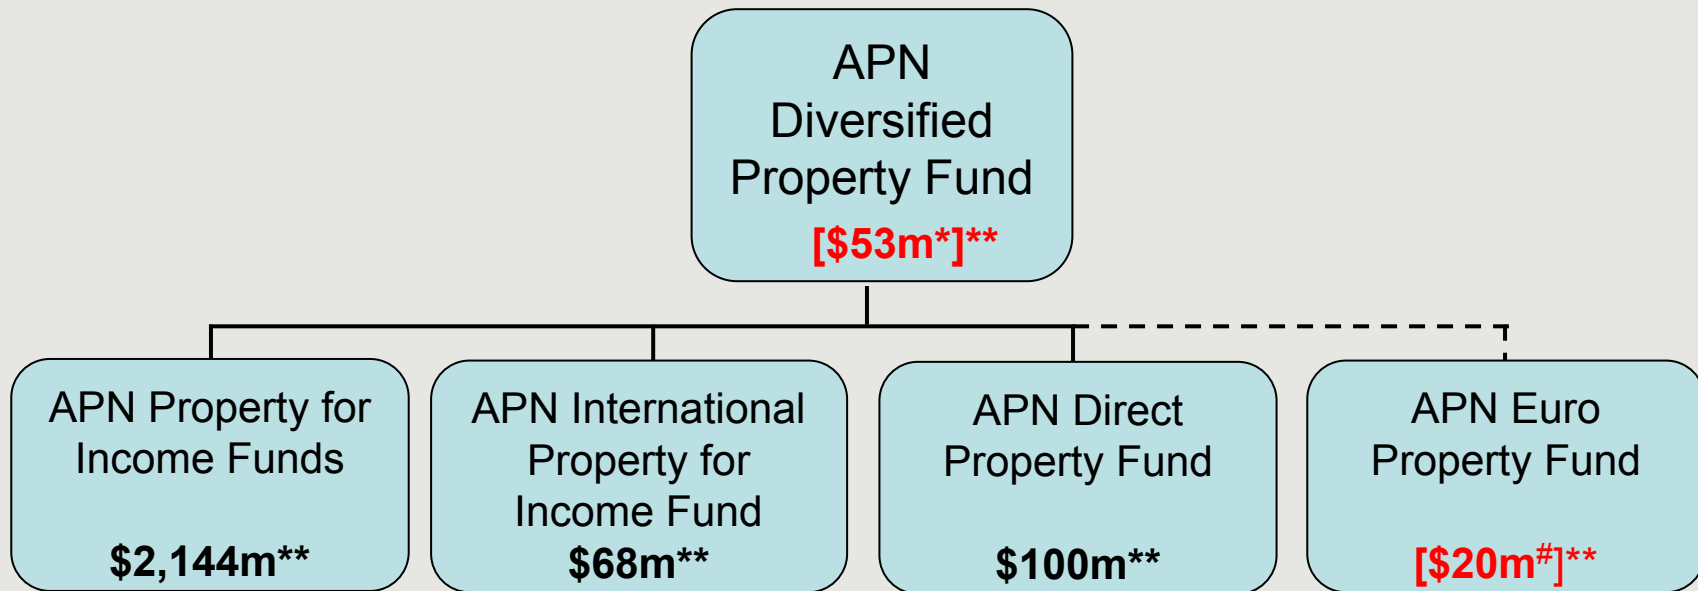 APN
Diversified
Property Fund
[$53m*]**
APN Property for
Income Funds
$2,144m**
APN International
Property for
Income Fund
$68m**
APN Direct
Property Fund
$100m**
APN Euro
Property Fund
[$20m#]**